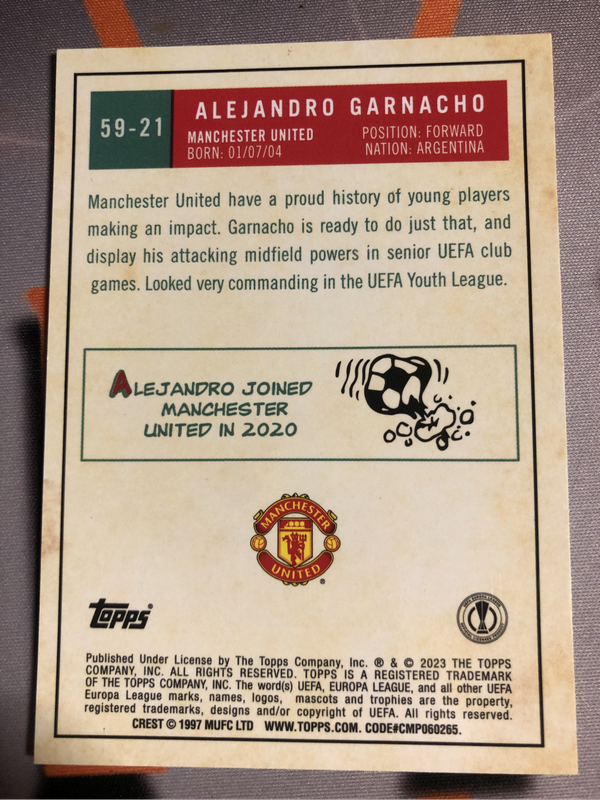 59-21
ALEJANDRO GARNACHO
MANCHESTER UNITED
BORN: 01/07/04
POSITION: FORWARD
NATION: ARGENTINA
Manchester United have a proud history of young players
making an impact. Garnacho is ready to do just that, and
display his attacking midfield powers in senior UEFA club
games. Looked very commanding in the UEFA Youth League.
ALEJANDRO JOINED
MANCHESTER
UNITED IN 2020
MANCHESTER
UNITED
®
topps®
Published Under License by The Topps Company, Inc. ® & © 2023 THE TOPPS
COMPANY, INC. ALL RIGHTS RESERVED. TOPPS IS A REGISTERED TRADEMARK
OF THE TOPPS COMPANY, INC. The word(s) UEFA, EUROPA LEAGUE, and all other UEFA
Europa League marks, names, logos, mascots and trophies are the property,
registered trademarks, designs and/or copyright of UEFA. All rights reserved.
CREST © 1997 MUFC LTD WWW.TOPPS.COM. CODE#CMP060265.